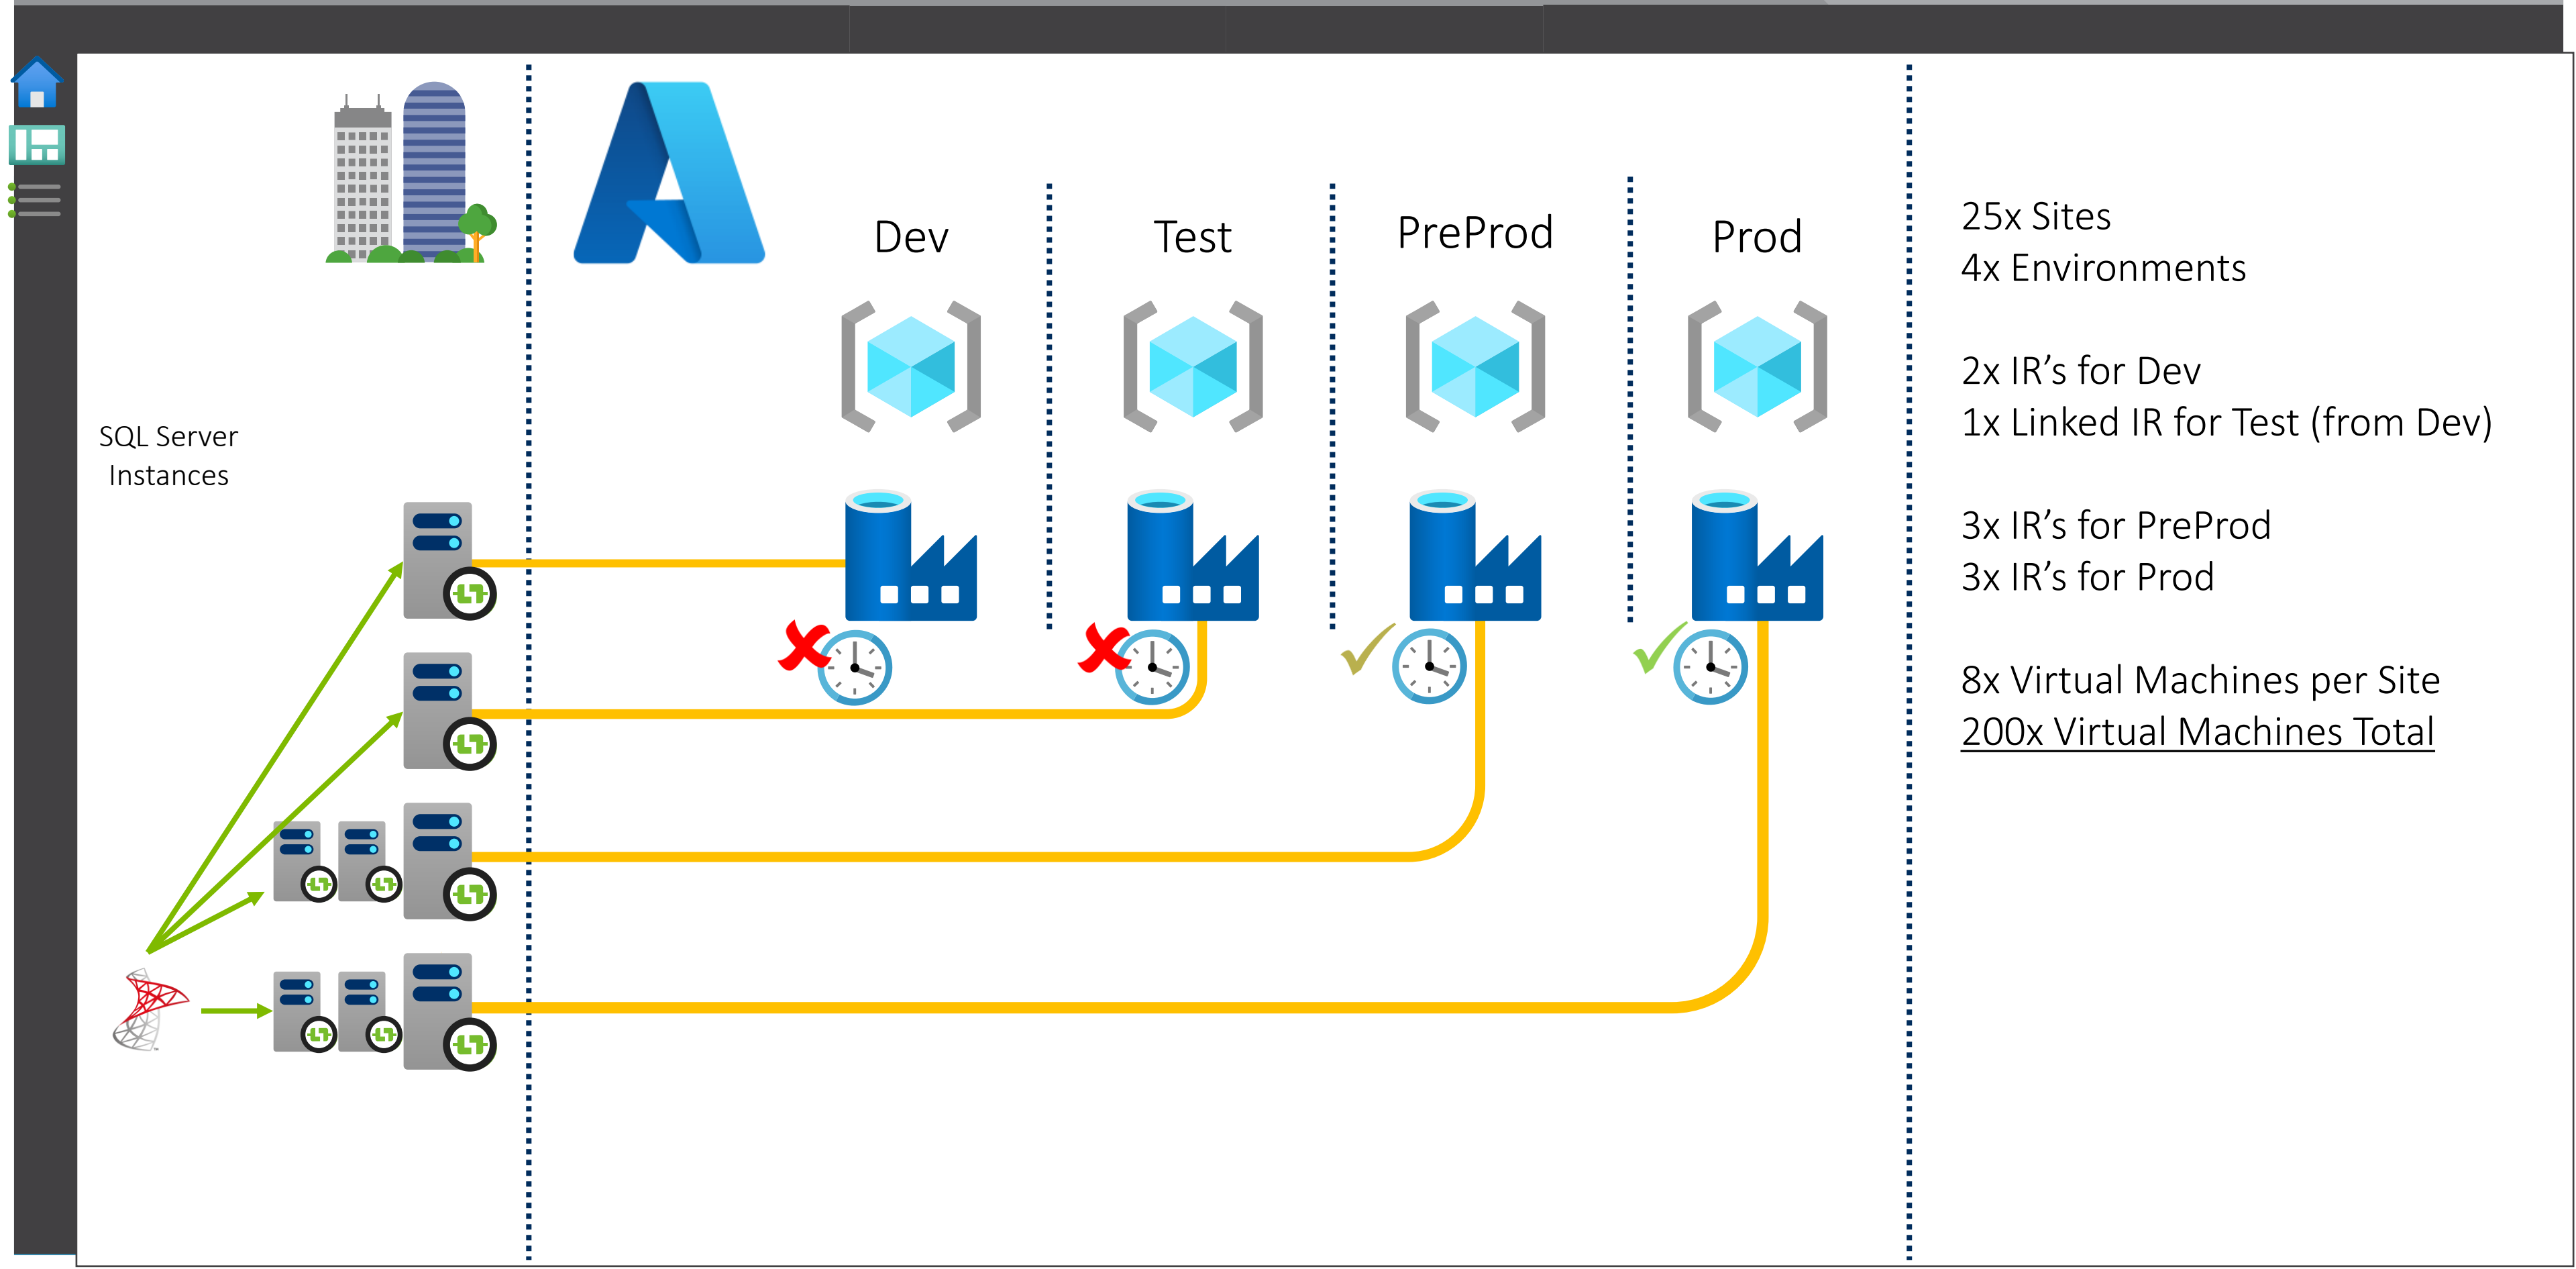 SQL Server
Instances
Dev
Test
PreProd
Prod
25x Sites
4x Environments
2x IR’s for Dev
1x Linked IR for Test (from Dev)
3x IR’s for PreProd
3x IR’s for Prod
8x Virtual Machines per Site
200x Virtual Machines Total